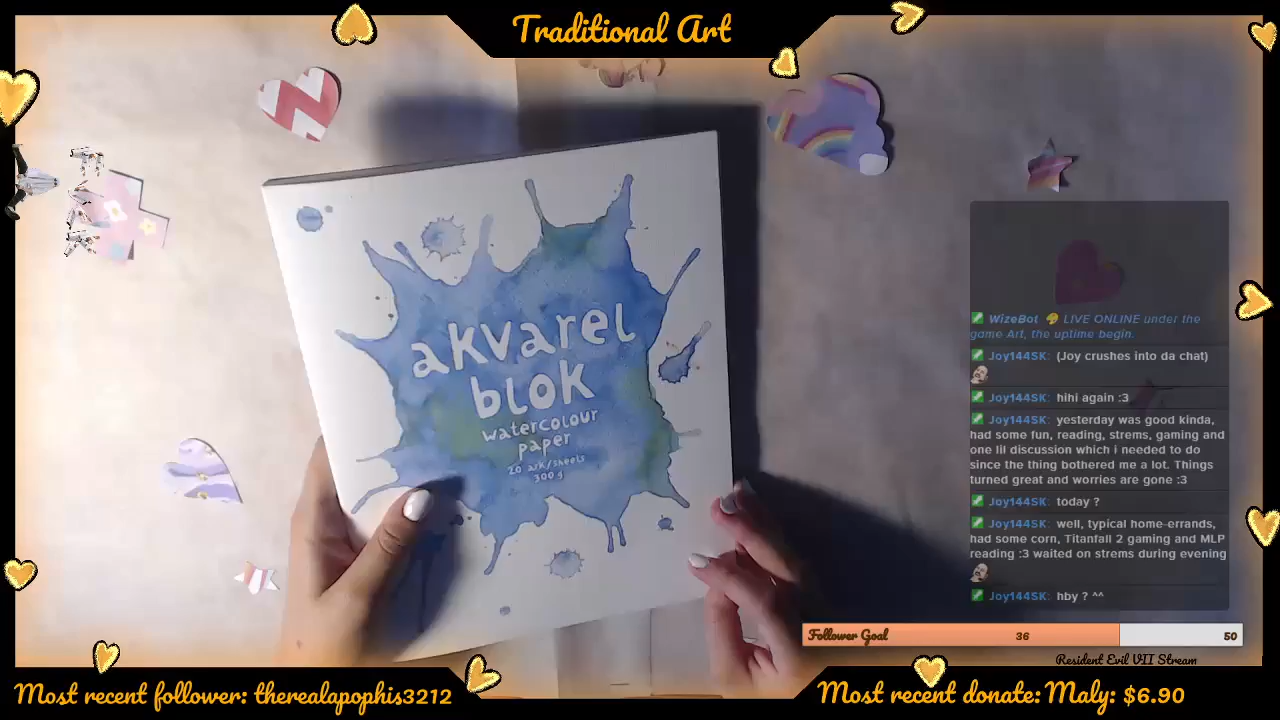 Traditional Art
akvarel
blok
watercolour
paper
20 ark/sheets
300 g
WizeBot 🎨 LIVE ONLINE under the
game Art, the uptime begin.
Joy144SK: (Joy crushes into da chat)
Joy144SK: hihi again :3
Joy144SK: yesterday was good kinda,
had some fun, reading, strems, gaming and
one lil discussion which i needed to do
since the thing bothered me a lot. Things
turned great and worries are gone :3
Joy144SK: today ?
Joy144SK: well, typical home-errands,
had some corn, Titanfall 2 gaming and MLP
reading :3 waited on strems during evening
Joy144SK: hby ? ^^
Follower Goal 36 50
Resident Evil VII Stream
Most recent follower: therealapophis3212
Most recent donate: Maly: $6.90